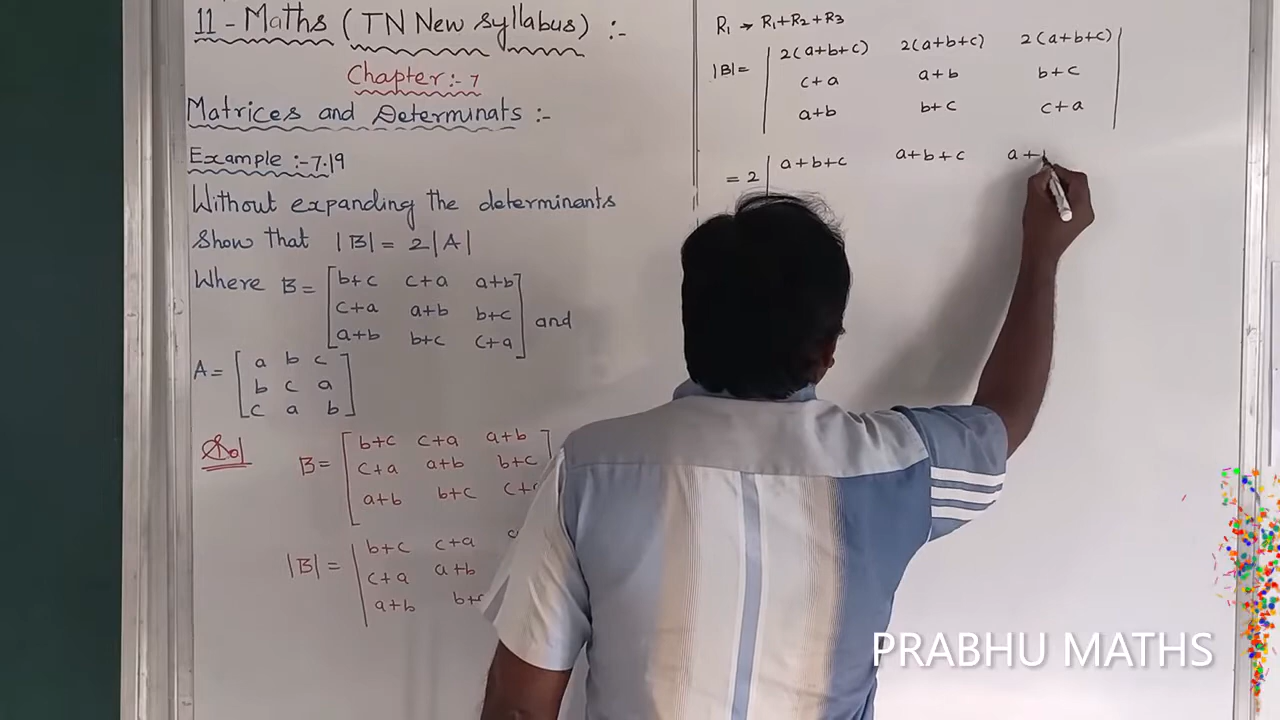 11 - Maths (TN New Syllabus) :-
Chapter :- 7
Matrices and Determinats :-
Example :- 7.19
Without expanding the determinants
Show that |B| = 2|A|
Where B = [ b+c c+a a+b
c+a a+b b+c
a+b b+c c+a ] and
A = [ a b c
b c a
c a b ]
Sol
B = [ b+c c+a a+b
c+a a+b b+c
a+b b+c
|B| = | b+c c+a
c+a a+b
a+b
R₁ → R₁+R₂+R₃
|B| = | 2(a+b+c) 2(a+b+c) 2(a+b+c) |
c+a a+b b+c
a+b b+c c+a
= 2 | a+b+c a+b+c a+
PRABHU MATHS